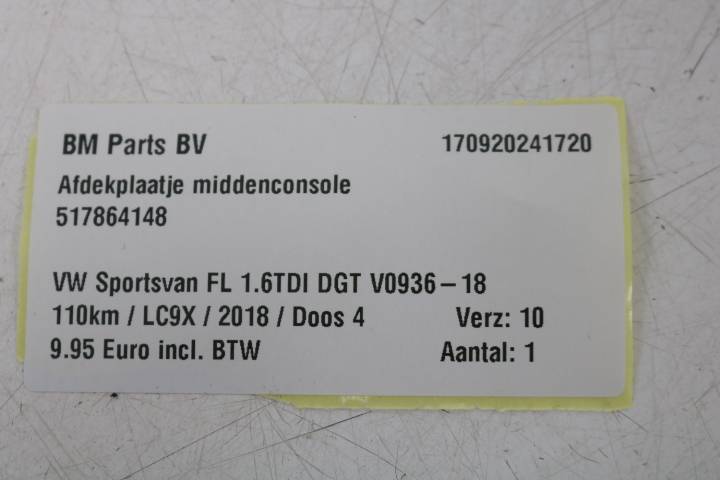 BM Parts BV 170920241720
Afdekplaatje middenconsole
517864148
VW Sportsvan FL 1.6TDI DGT V0936-18
110km / LC9X / 2018 / Doos 4 Verz: 10
9.95 Euro incl. BTW Aantal: 1